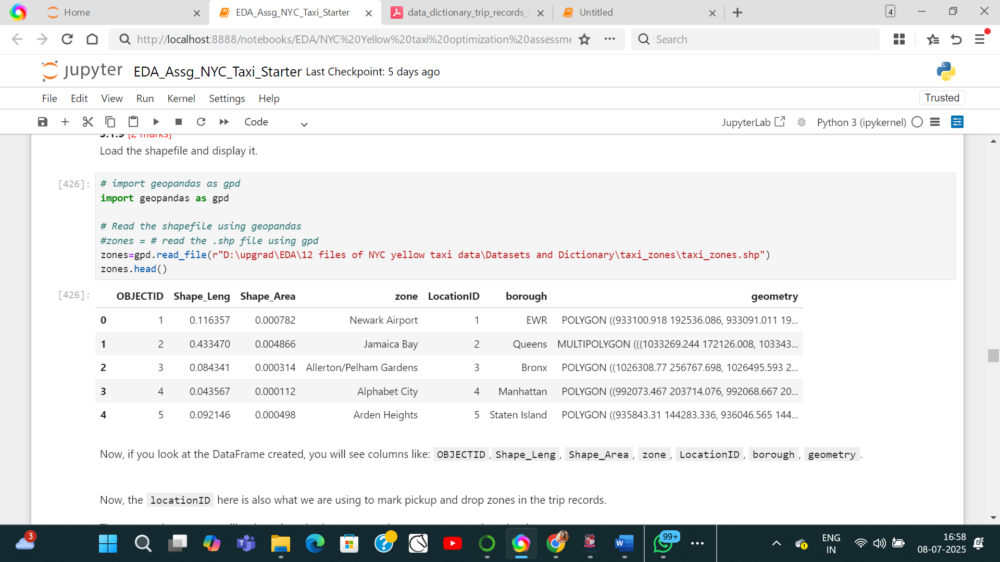 Home
EDA_Assg_NYC_Taxi_Starter
data_dictionary_trip_records_y
Untitled
4
http://localhost:8888/notebooks/EDA/NYC%20Yellow%20taxi%20optimization%20assessme
Search
jupyter EDA_Assg_NYC_Taxi_Starter Last Checkpoint: 5 days ago
File Edit View Run Kernel Settings Help
Trusted
Code
JupyterLab
Python 3 (ipykernel)
3.1.9 [2 marks]
Load the shapefile and display it.
[426]:
# import geopandas as gpd
import geopandas as gpd
# Read the shapefile using geopandas
#zones = # read the .shp file using gpd
zones=gpd.read_file(r"D:\upgrad\EDA\12 files of NYC yellow taxi data\Datasets and Dictionary\taxi_zones\taxi_zones.shp")
zones.head()
[426]:
OBJECTID Shape_Leng Shape_Area zone LocationID borough geometry
0 1 0.116357 0.000782 Newark Airport 1 EWR POLYGON ((933100.918 192536.086, 933091.011 19...
1 2 0.433470 0.004866 Jamaica Bay 2 Queens MULTIPOLYGON (((1033269.244 172126.008, 103343...
2 3 0.084341 0.000314 Allerton/Pelham Gardens 3 Bronx POLYGON ((1026308.77 256767.698, 1026495.593 2...
3 4 0.043567 0.000112 Alphabet City 4 Manhattan POLYGON ((992073.467 203714.076, 992068.667 20...
4 5 0.092146 0.000498 Arden Heights 5 Staten Island POLYGON ((935843.31 144283.336, 936046.565 144...
Now, if you look at the DataFrame created, you will see columns like: OBJECTID, Shape_Leng, Shape_Area, zone, LocationID, borough, geometry.
Now, the locationID here is also what we are using to mark pickup and drop zones in the trip records.
3
99+
ENG
IN
16:58
08-07-2025